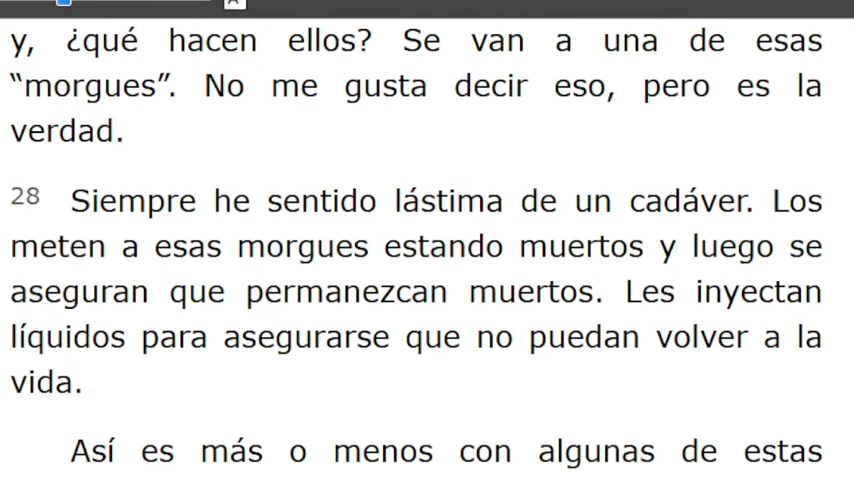 y, ¿qué hacen ellos? Se van a una de esas
“morgues”. No me gusta decir eso, pero es la
verdad.
28 Siempre he sentido lástima de un cadáver. Los
meten a esas morgues estando muertos y luego se
aseguran que permanezcan muertos. Les inyectan
líquidos para asegurarse que no puedan volver a la
vida.
Así es más o menos con algunas de estas